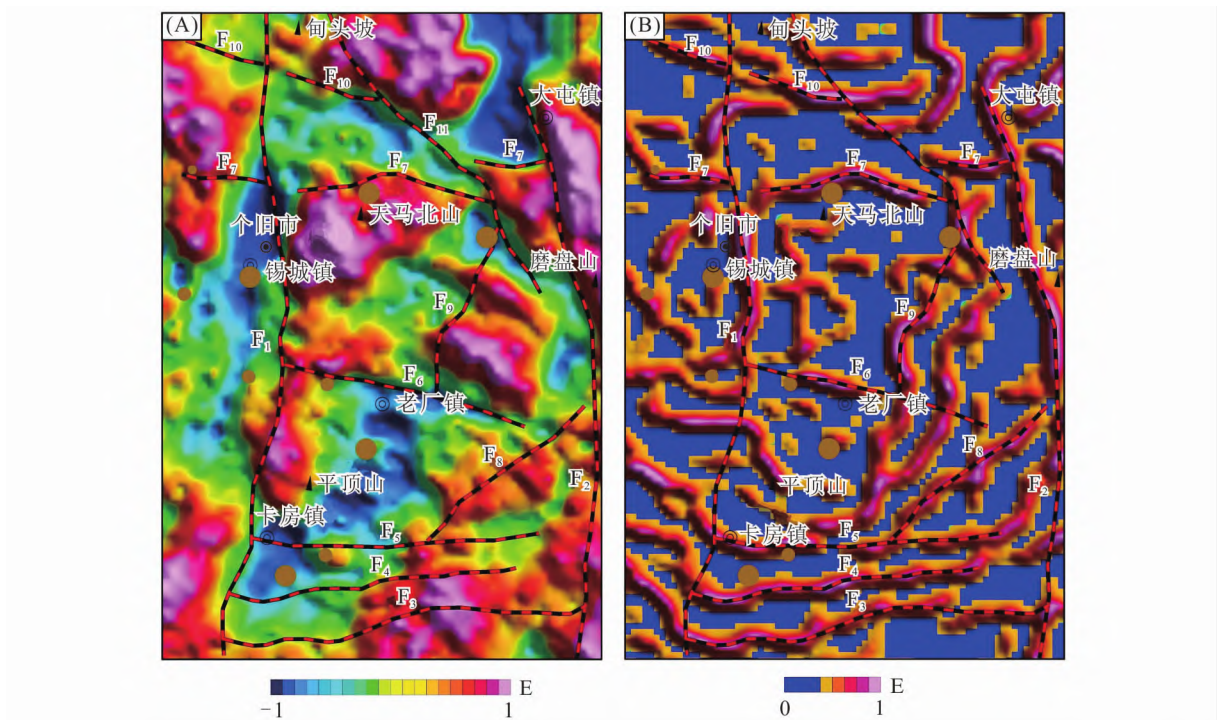 (A)
甸头坡
F10
F10
大屯镇
F11
F7
F7
F7
天马北山
个旧市
磨盘山
锡城镇
F9
F1
F6
老厂镇
F8
F2
平顶山
卡房镇
F5
F4
F3
-1
1
E
(B)
甸头坡
F10
F10
大屯镇
F7
F7
F7
天马北山
个旧市
磨盘山
锡城镇
F9
F1
F6
老厂镇
F8
F2
平顶山
卡房镇
F5
F4
F3
0
1
E